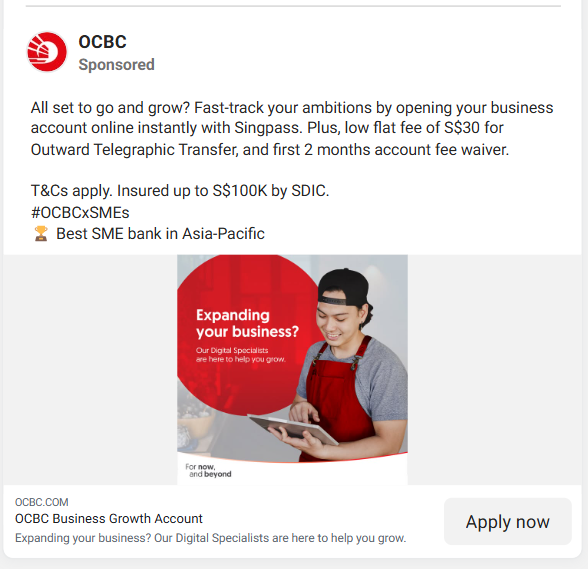 OCBC
Sponsored
All set to go and grow? Fast-track your ambitions by opening your business
account online instantly with Singpass. Plus, low flat fee of S$30 for
Outward Telegraphic Transfer, and first 2 months account fee waiver.
T&Cs apply. Insured up to S$100K by SDIC.
#OCBCxSMEs
🏆 Best SME bank in Asia-Pacific
Expanding
your business?
Our Digital Specialists
are here to help you grow.
For now,
and beyond
OCBC.COM
OCBC Business Growth Account
Expanding your business? Our Digital Specialists are here to help you grow.
Apply now